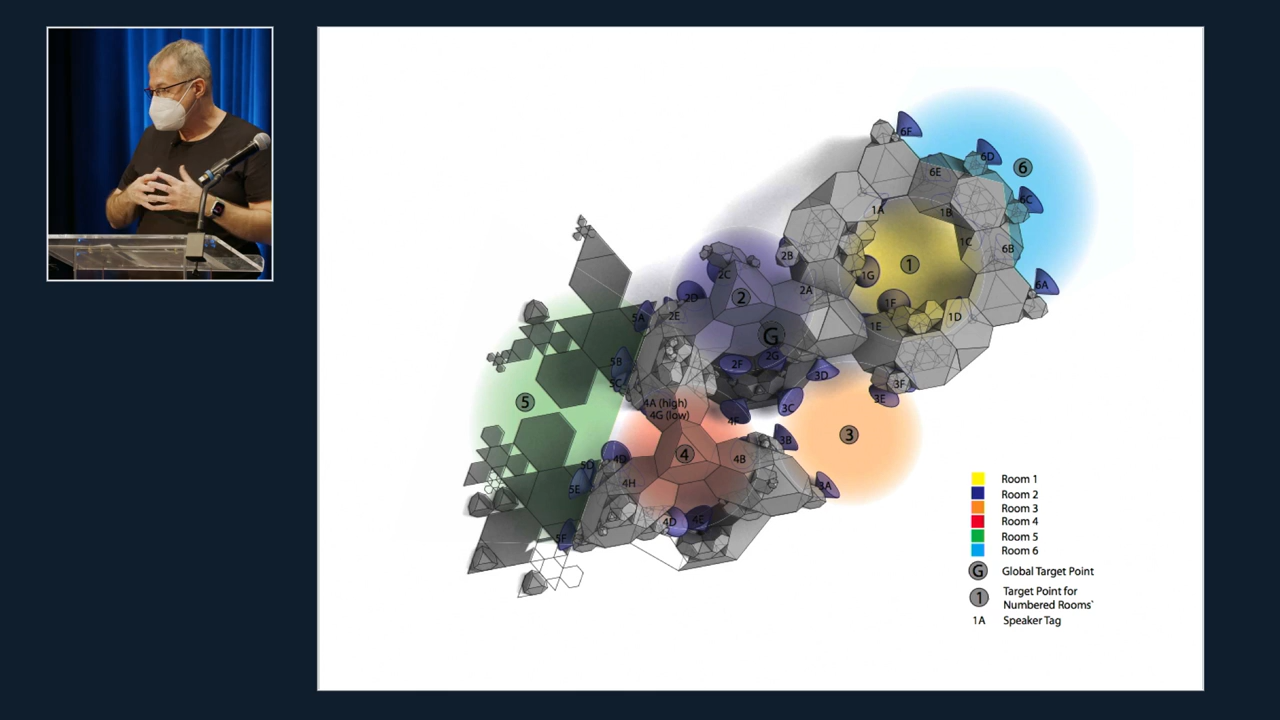 6F
6D
6
6E
6C
1A
1B
1C
6B
2B
1
1G
2C
6A
2A
2D
2
1F
2E
5A
1E
1D
G
2G
5B
2F
3D
5C
3F
3E
5
4A (high)
4G (low)
3C
4F
3
3B
4
4B
5D
4D
4H
5E
3A
4D
4E
5F
Room 1
Room 2
Room 3
Room 4
Room 5
Room 6
G Global Target Point
1 Target Point for
Numbered Rooms`
1A Speaker Tag